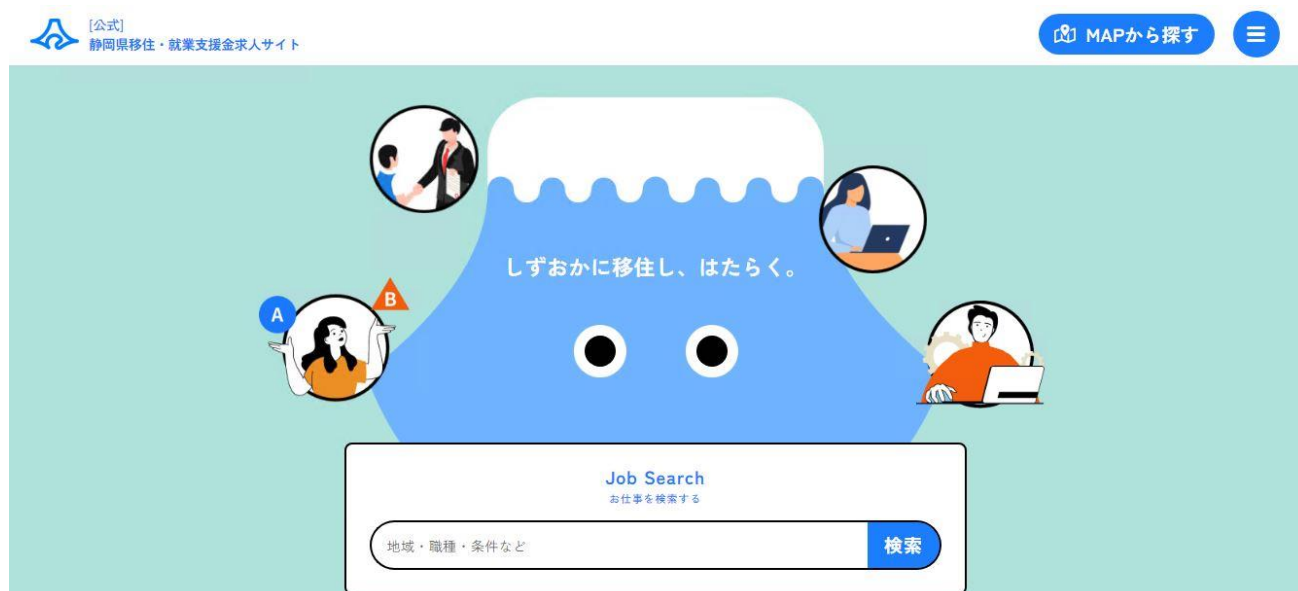 [公式]
静岡県移住・就業支援金求人サイト
MAPから探す
しずおかに移住し、はたらく。
A
B
Job Search
お仕事を検索する
地域・職種・条件など
検索